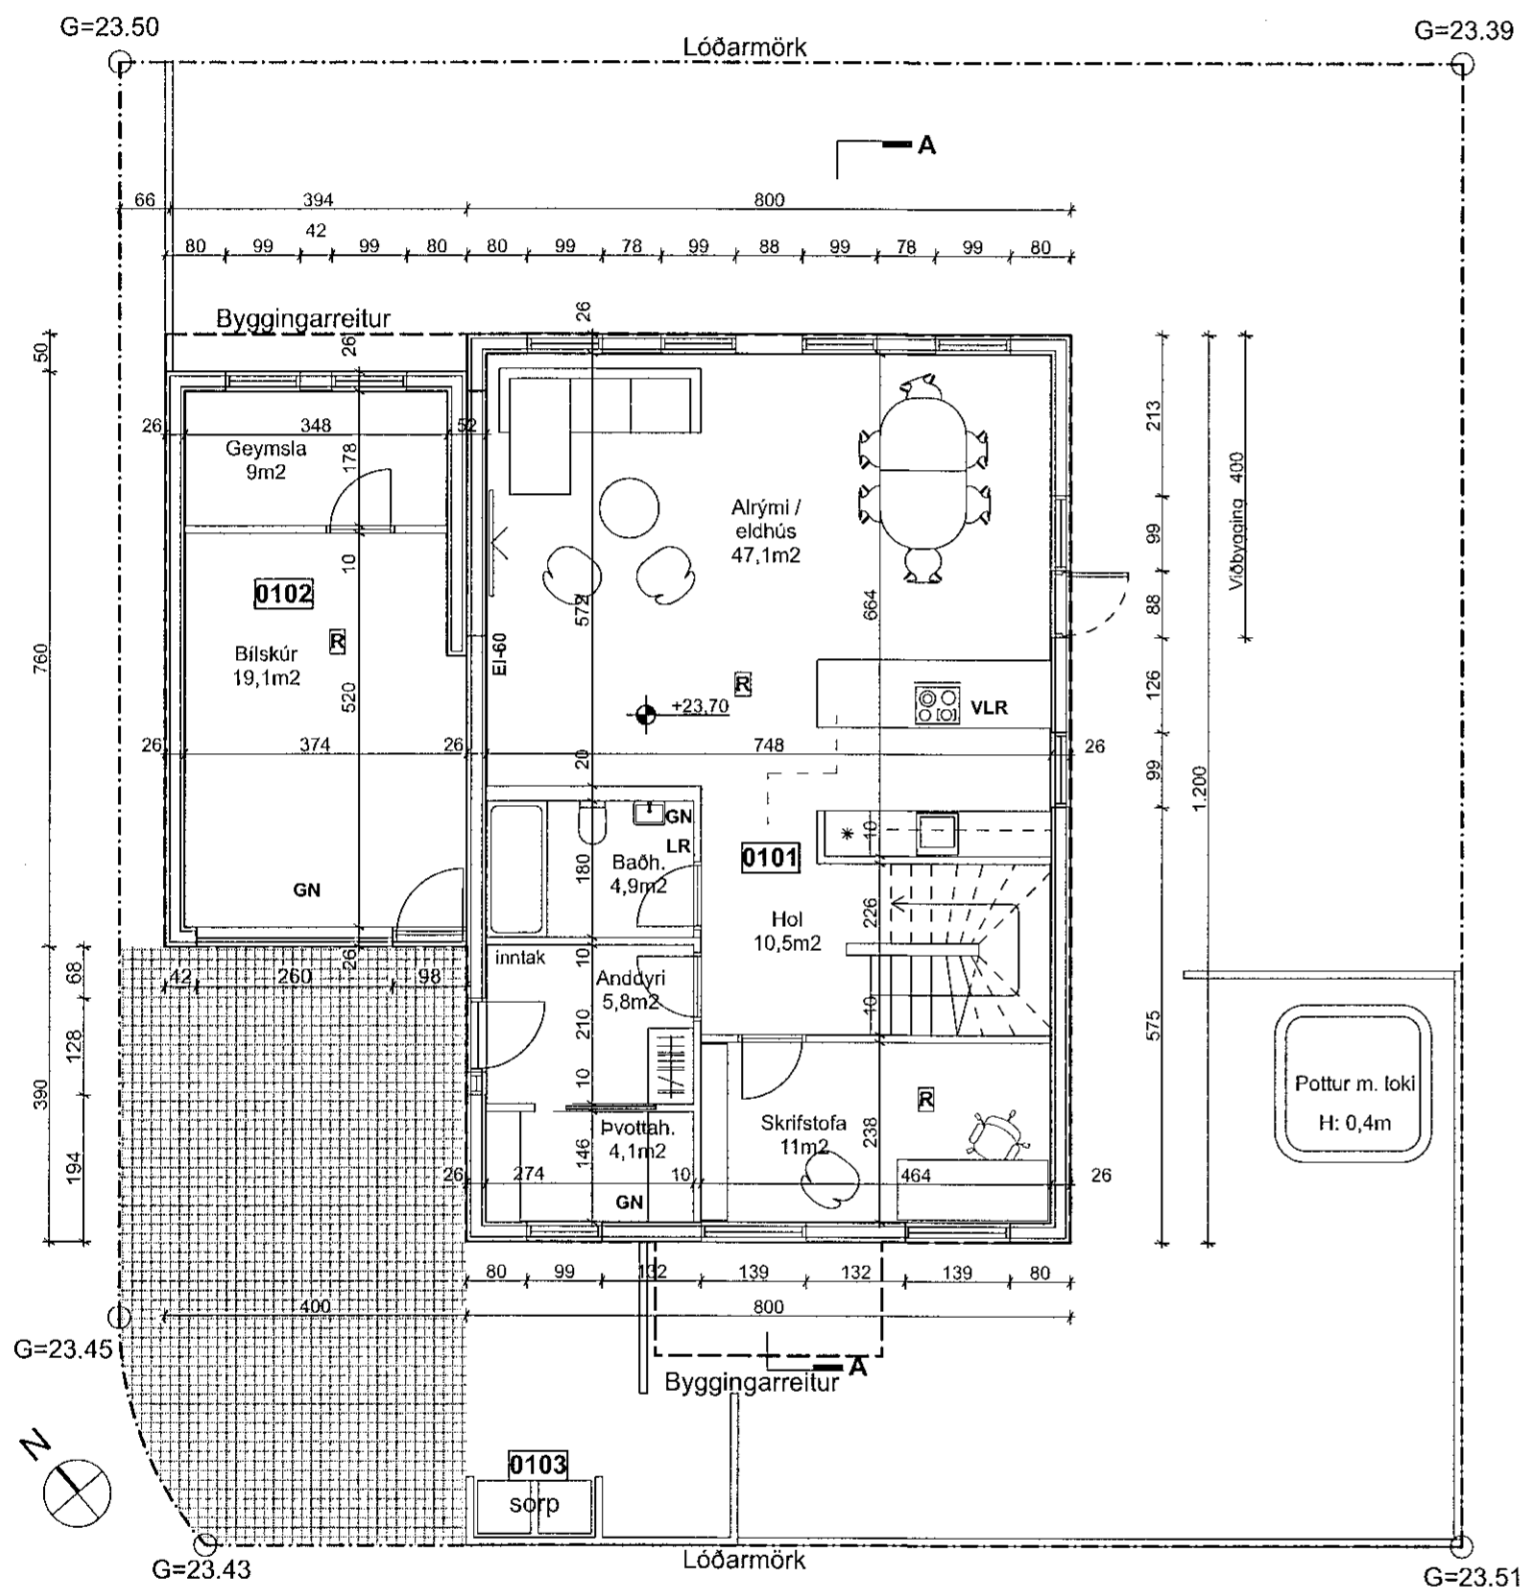 G=23.50
Lóðarmörk
G=23.39
A
66
394
800
42
80
99
99
80
80
99
78
99
88
99
78
99
80
Byggingarreitur
26
26
50
26
348
52
Geymsla
9m2
178
213
Alrými /
eldhús
47,1m2
Viðbygging 400
99
10
0102
R
572
664
88
Bílskúr
19,1m2
EI-60
760
520
R
126
+23,70
VLR
26
374
26
20
748
26
99
1.200
GN
LR
10
*
0101
Baðh.
4,9m2
180
GN
Hol
10,5m2
226
inntak
10
26
68
42
260
98
Anddyri
5,8m2
10
210
575
128
390
10
Pottur m. loki
H: 0,4m
R
Þvottah.
4,1m2
146
Skrifstofa
11m2
238
194
26
274
10
464
26
GN
80
99
132
139
132
139
80
400
800
G=23.45
A
Byggingarreitur
N
0103
sorp
G=23.43
Lóðarmörk
G=23.51